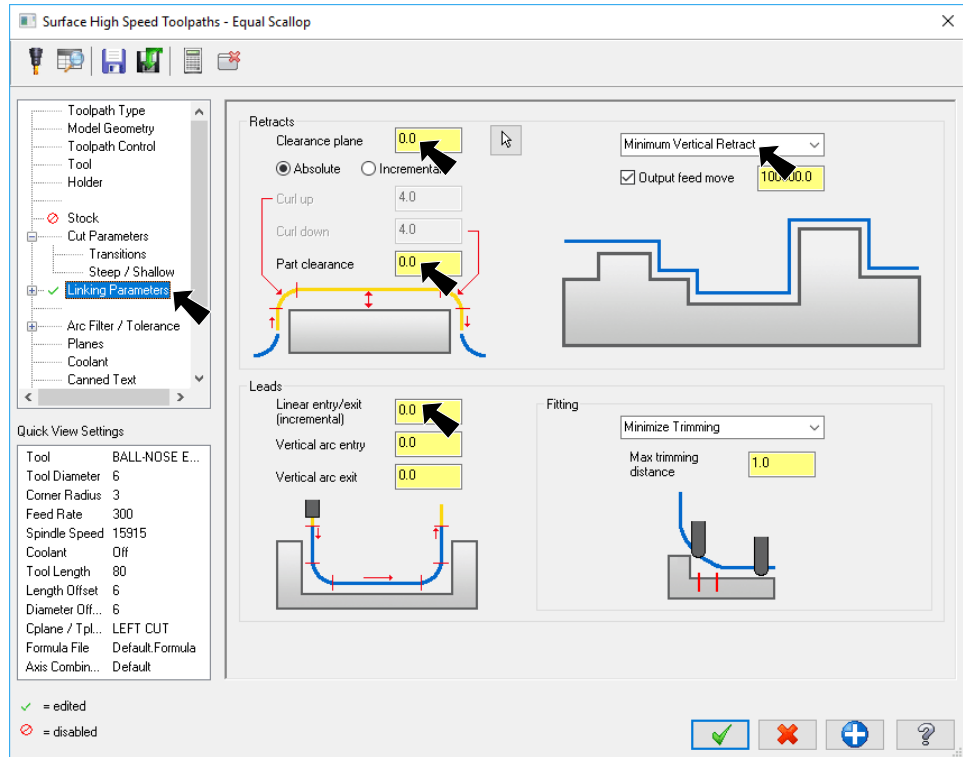 Surface High Speed Toolpaths - Equal Scallop
Toolpath Type
Model Geometry
Toolpath Control
Tool
Holder
Stock
Cut Parameters
Transitions
Steep / Shallow
Linking Parameters
Arc Filter / Tolerance
Planes
Coolant
Canned Text
Quick View Settings
Tool BALL-NOSE E...
Tool Diameter 6
Corner Radius 3
Feed Rate 300
Spindle Speed 15915
Coolant Off
Tool Length 80
Length Offset 6
Diameter Off... 6
Cplane / Tpl... LEFT CUT
Formula File Default.Formula
Axis Combin... Default
= edited
= disabled
Retracts
Clearance plane 0.0
Absolute Incremental
Curl up 4.0
Curl down 4.0
Part clearance 0.0
Minimum Vertical Retract
Output feed move
Leads
Linear entry/exit 0.0
(incremental)
Vertical arc entry 0.0
Vertical arc exit 0.0
Fitting
Minimize Trimming
Max trimming 1.0
distance